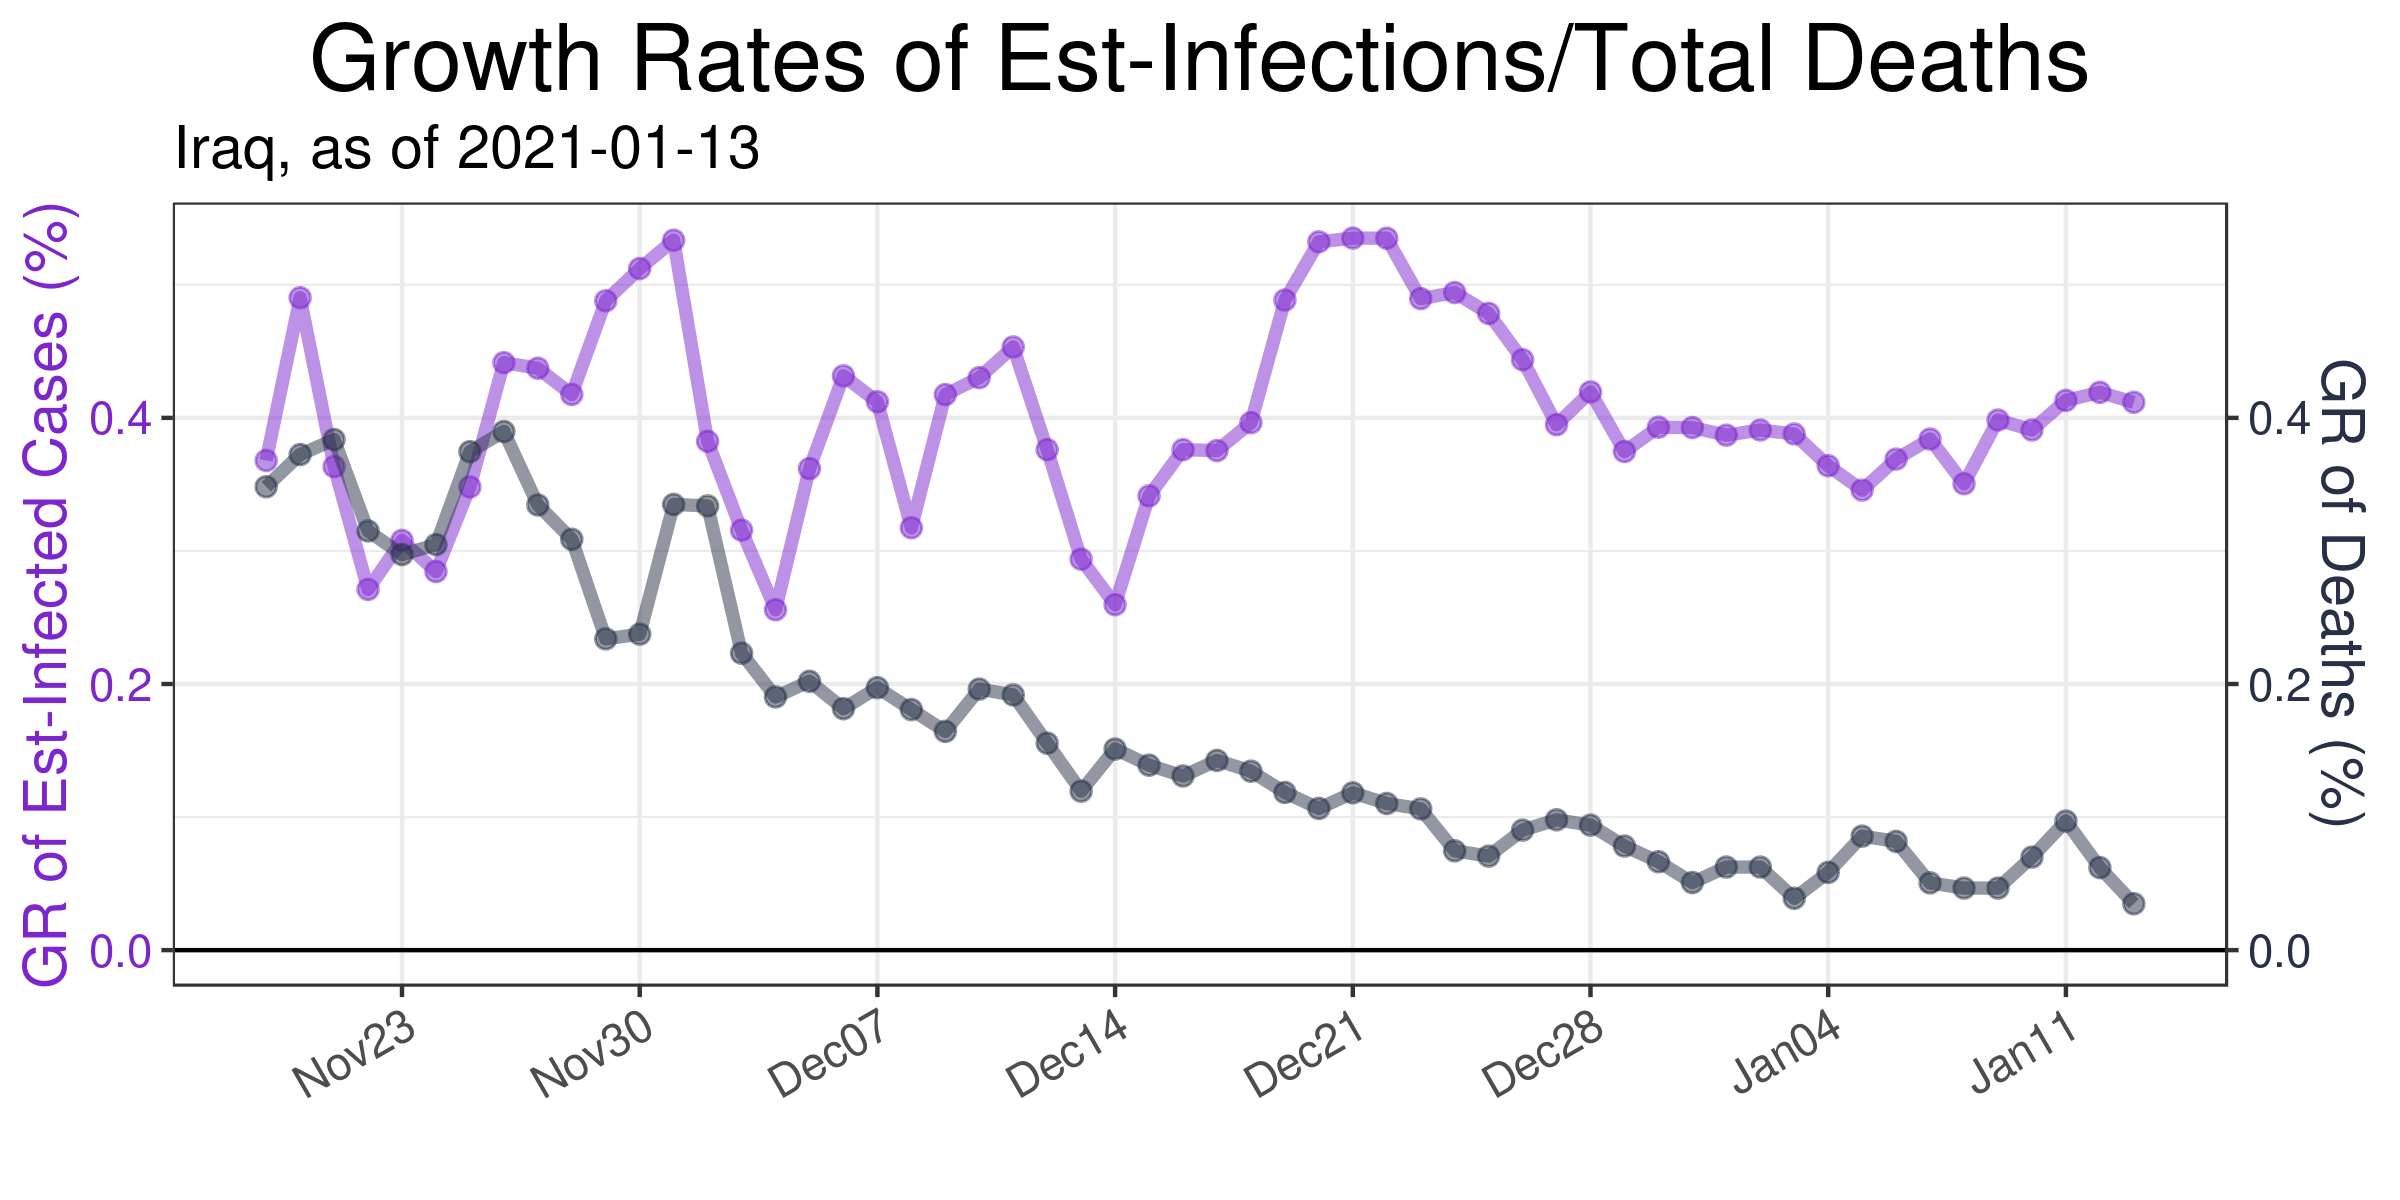 Growth Rates of Est-Infections/Total Deaths
Iraq, as of 2021-01-13
GR of Est-Infected Cases (%)
0.4
0.2
0.0
0.4
0.2
0.0
GR of Deaths (%)
Nov23
Nov30
Dec07
Dec14
Dec21
Dec28
Jan04
Jan11